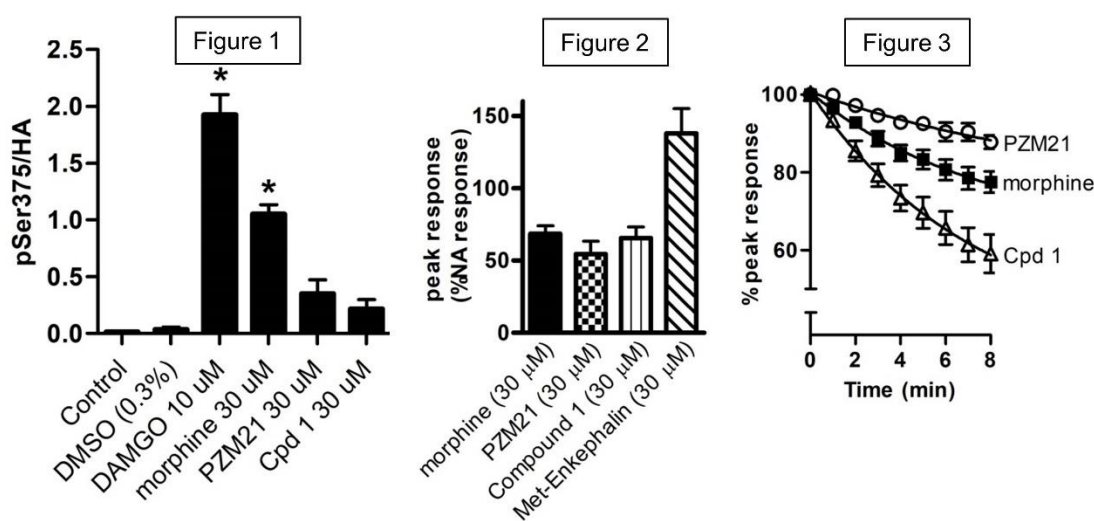 Figure 1
pSer375/HA
2.5
2.0
1.5
1.0
0.5
0.0
*
*
Control
DMSO (0.3%)
DAMGO 10 uM
morphine 30 uM
PZM21 30 uM
Cpd 1 30 uM
Figure 2
peak response
(%NA response)
150
100
50
0
morphine (30 μM)
PZM21 (30 μM)
Compound 1 (30 μM)
Met-Enkephalin (30 μM)
Figure 3
% peak response
100
80
60
PZM21
morphine
Cpd 1
0 2 4 6 8
Time (min)